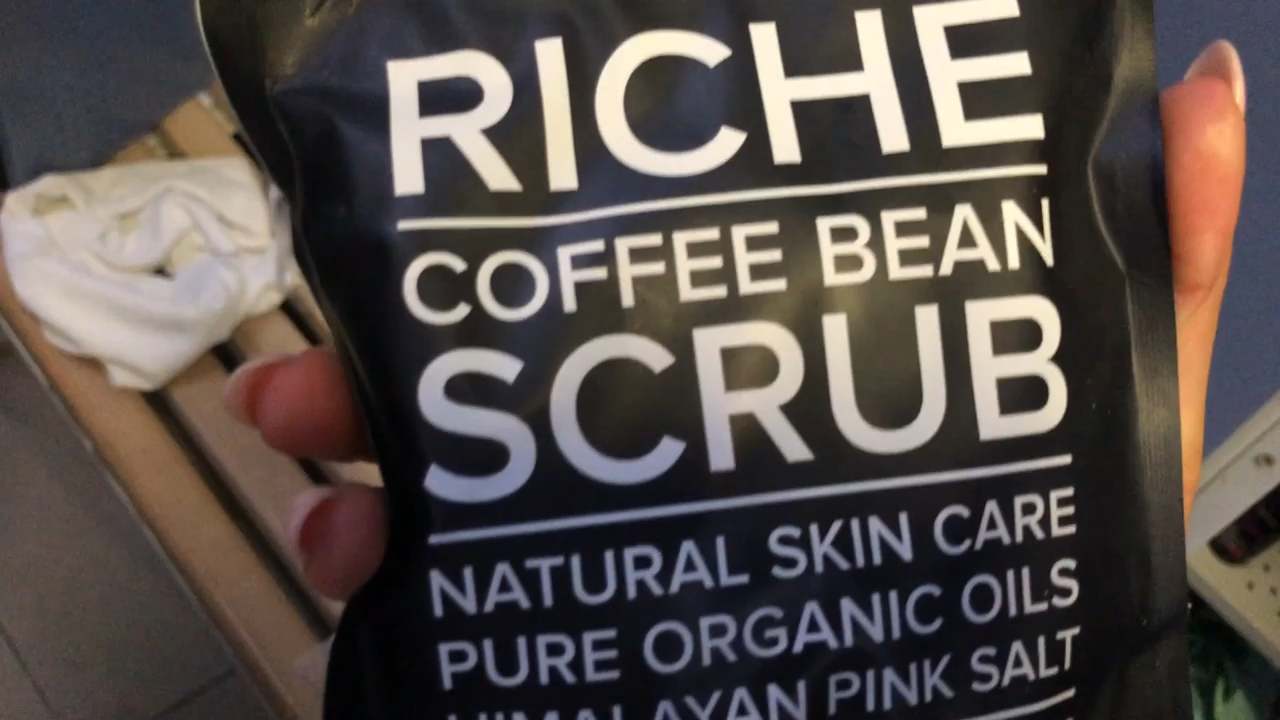 RICHE
COFFEE BEAN
SCRUB
NATURAL SKIN CARE
PURE ORGANIC OILS
HIMALAYAN PINK SALT